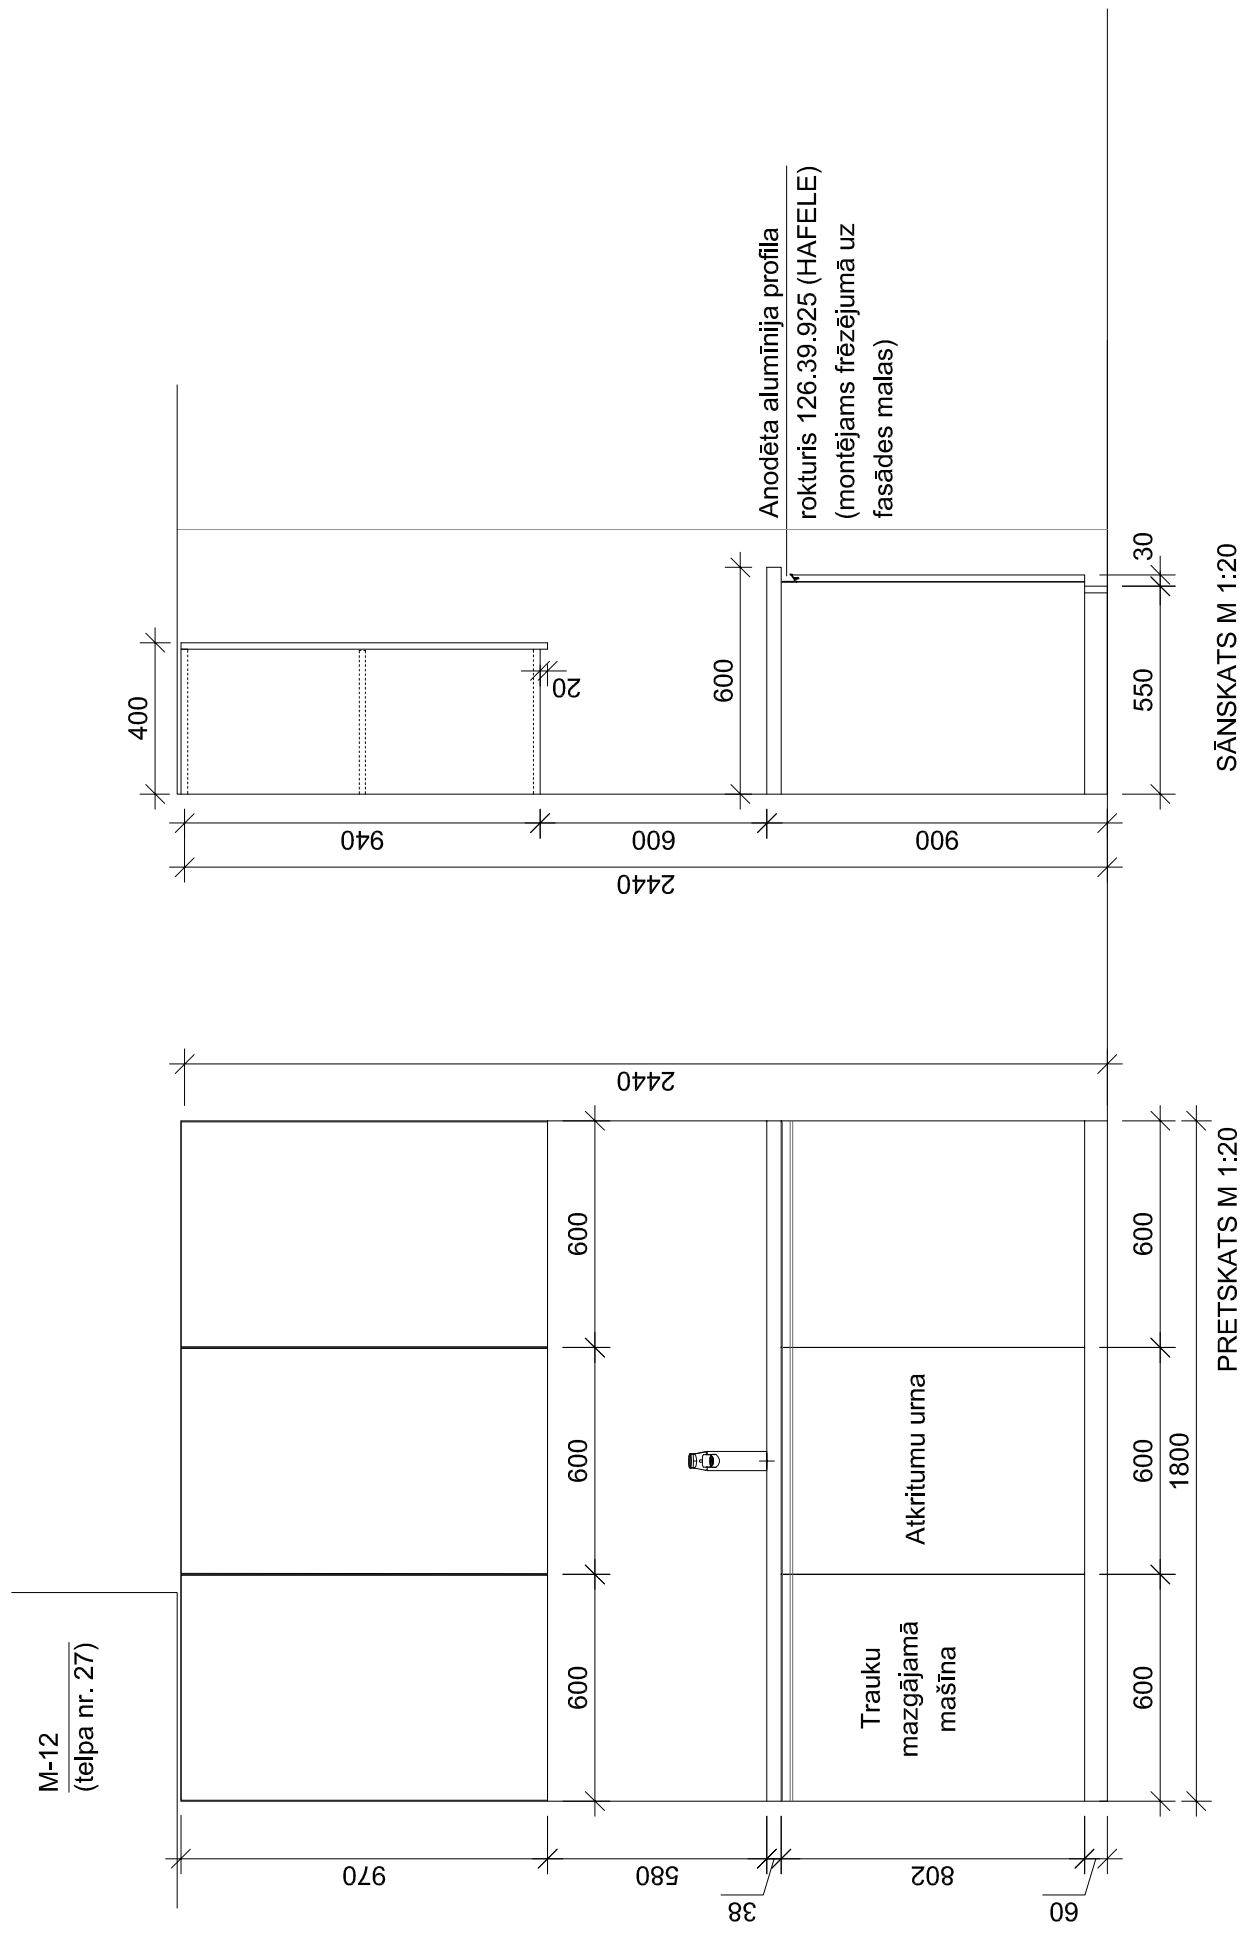 M-12
(telpa nr. 27)
970
580
38
802
60
600
600
600
Trauku
mazgājamā
mašīna
Atkritumu urna
600
600
600
1800
2440
PRETSKATS M 1:20
2440
940
600
900
400
20
600
550
30
Anodēta alumīnija profila
rokturis 126.39.925 (HAFELE)
(montējams frēzējumā uz
fasādes malas)
SĀNSKATS M 1:20